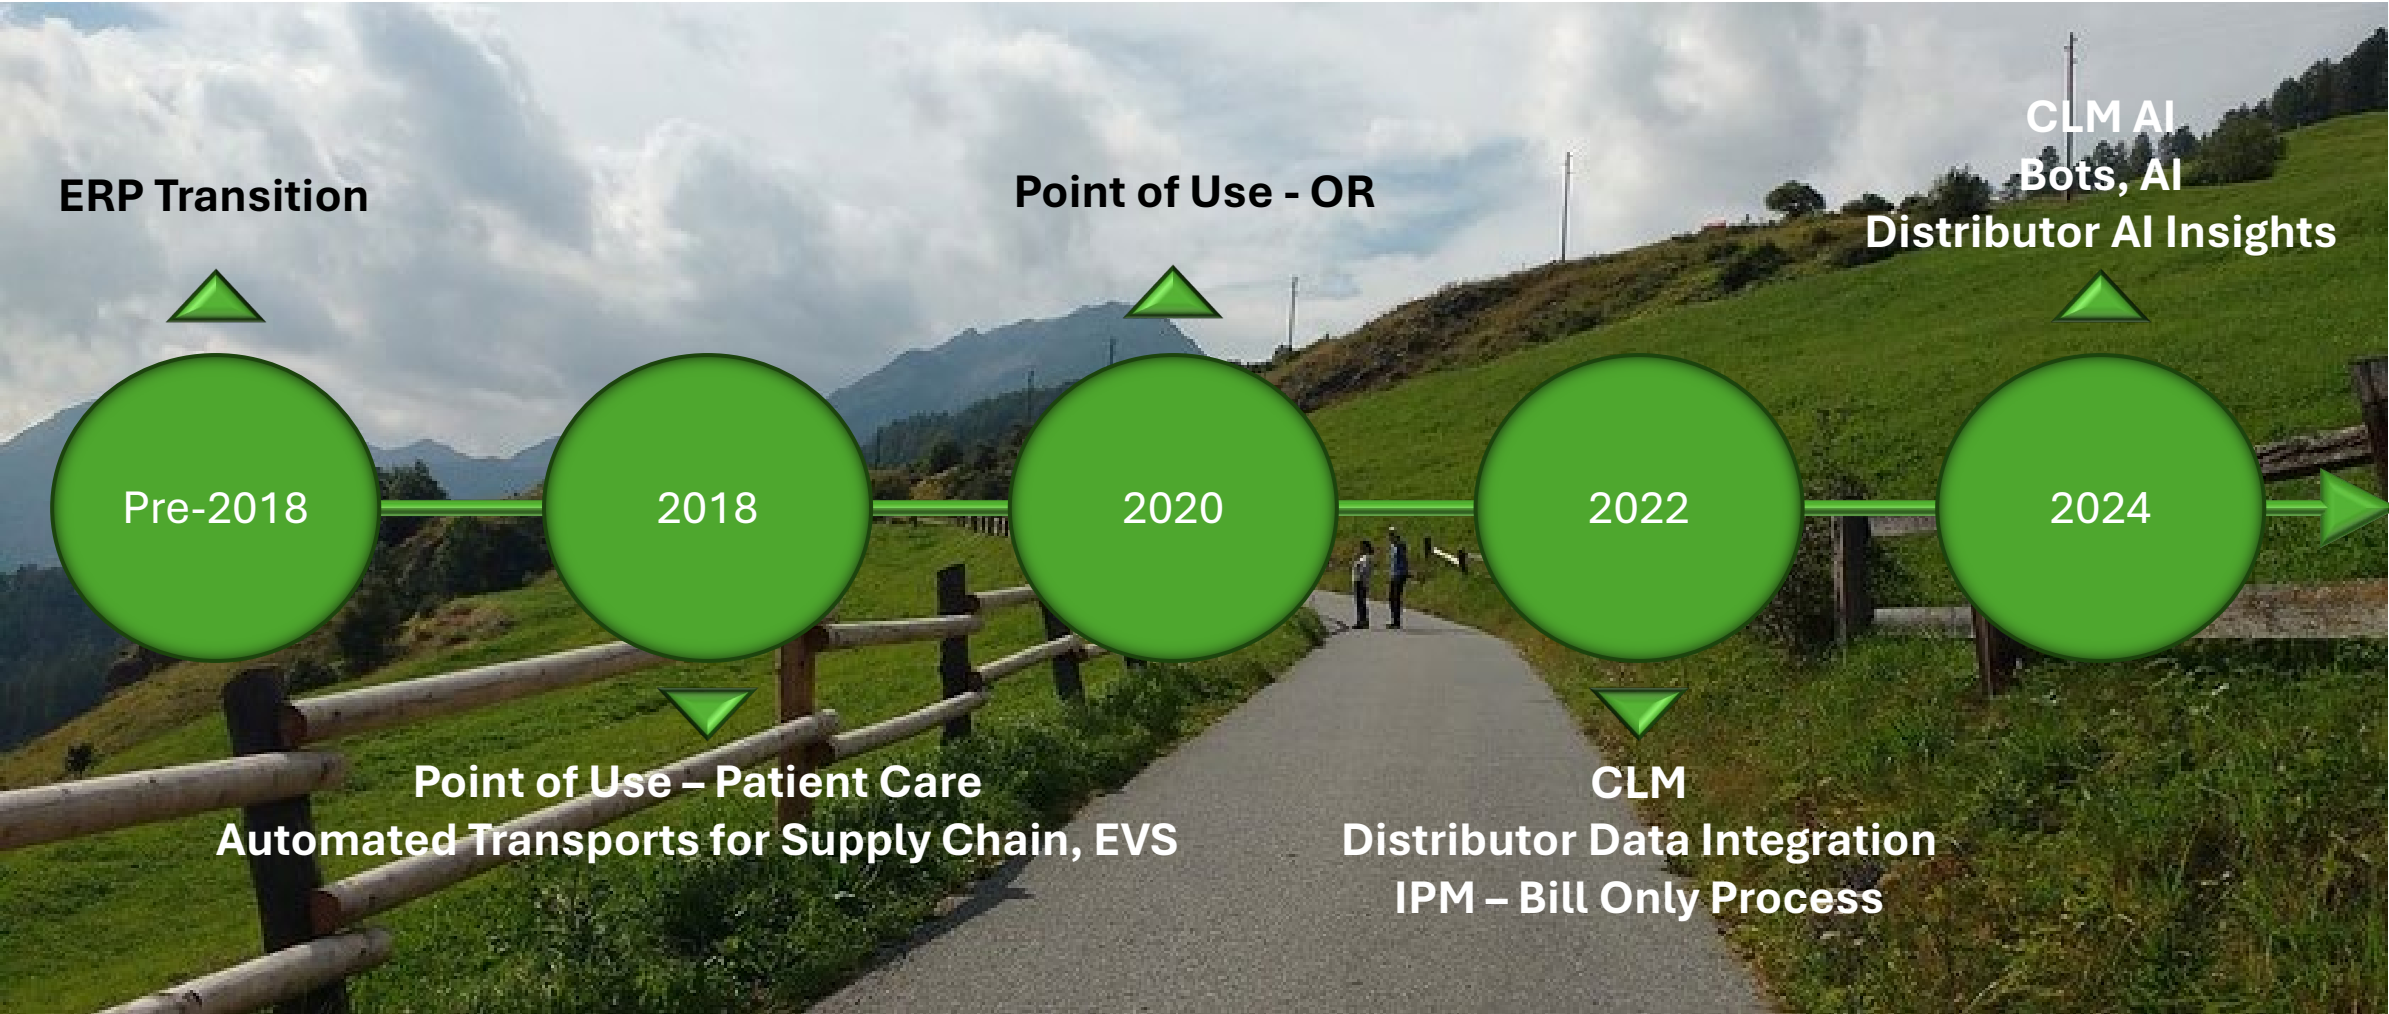 ERP Transition
Pre-2018
2018
Point of Use – Patient Care
Automated Transports for Supply Chain, EVS
Point of Use - OR
2020
2022
CLM
Distributor Data Integration
IPM – Bill Only Process
CLM AI
Bots, AI
Distributor AI Insights
2024